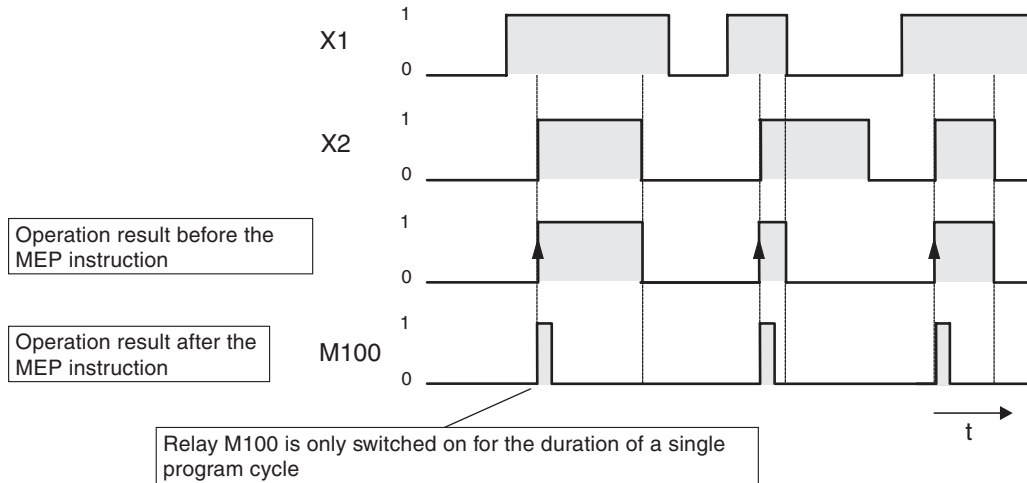 1
X1
0
1
X2
0
Operation result before the
MEP instruction
1
0
Operation result after the
MEP instruction
1
M100
0
t
Relay M100 is only switched on for the duration of a single
program cycle